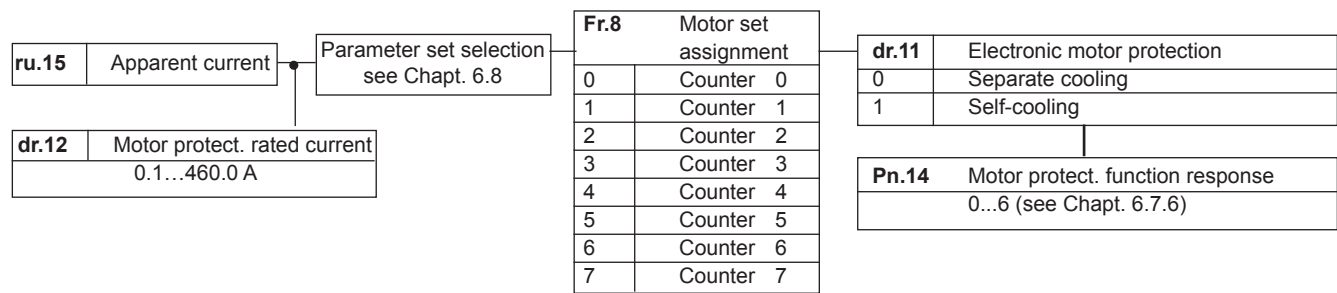 ru.15 Apparent current
dr.12 Motor protect. rated current
0.1…460.0 A
Parameter set selection
see Chapt. 6.8
Fr.8 Motor set
assignment
0 Counter 0
1 Counter 1
2 Counter 2
3 Counter 3
4 Counter 4
5 Counter 5
6 Counter 6
7 Counter 7
dr.11 Electronic motor protection
0 Separate cooling
1 Self-cooling
Pn.14 Motor protect. function response
0...6 (see Chapt. 6.7.6)